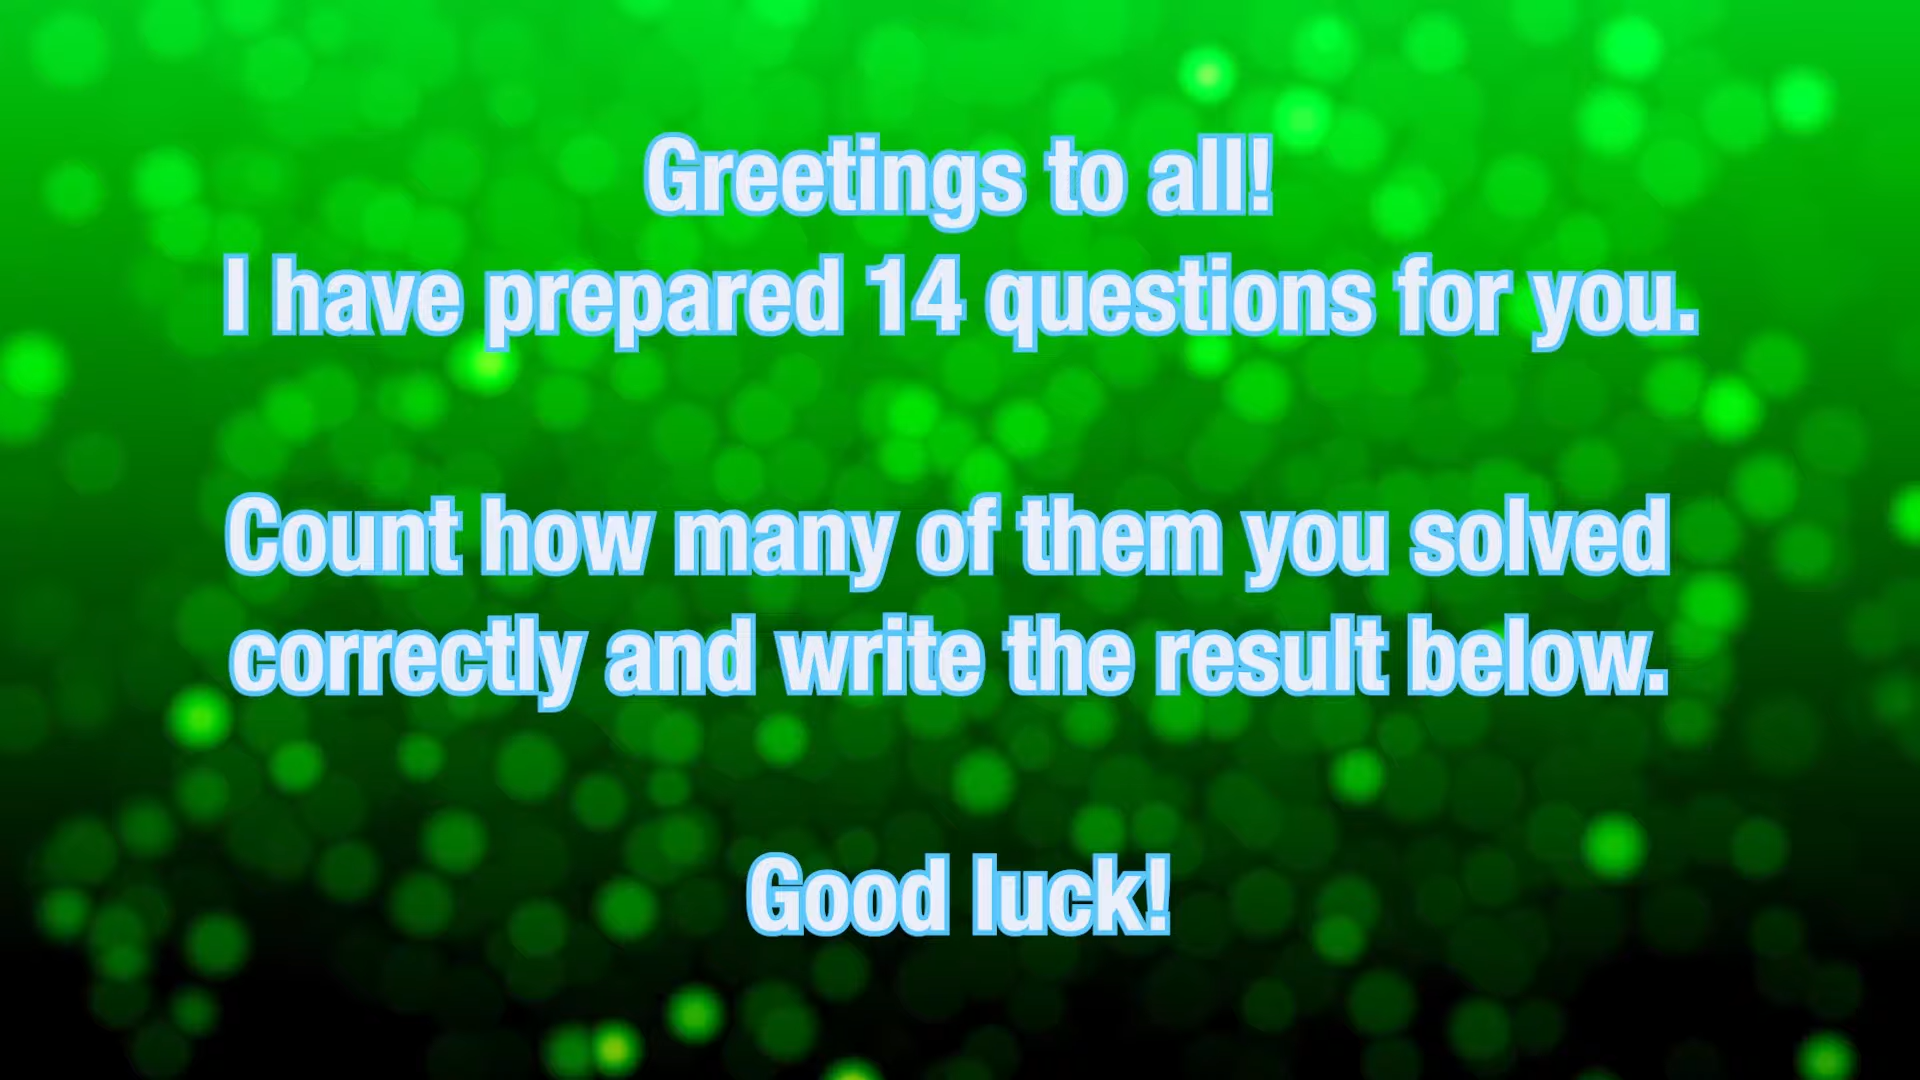 Greetings to all!
I have prepared 14 questions for you.
Count how many of them you solved
correctly and write the result below.
Good luck!